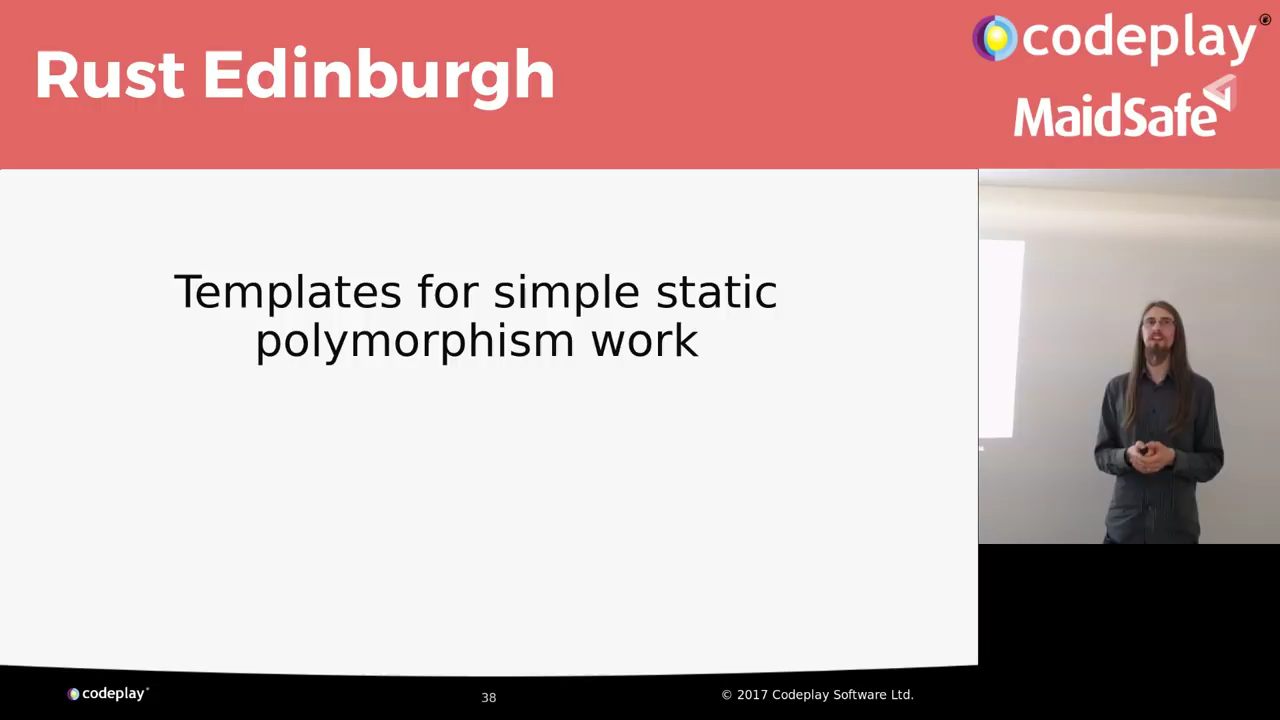 Rust Edinburgh
codeplay®
MaidSafe
Templates for simple static
polymorphism work
codeplay®
38
© 2017 Codeplay Software Ltd.